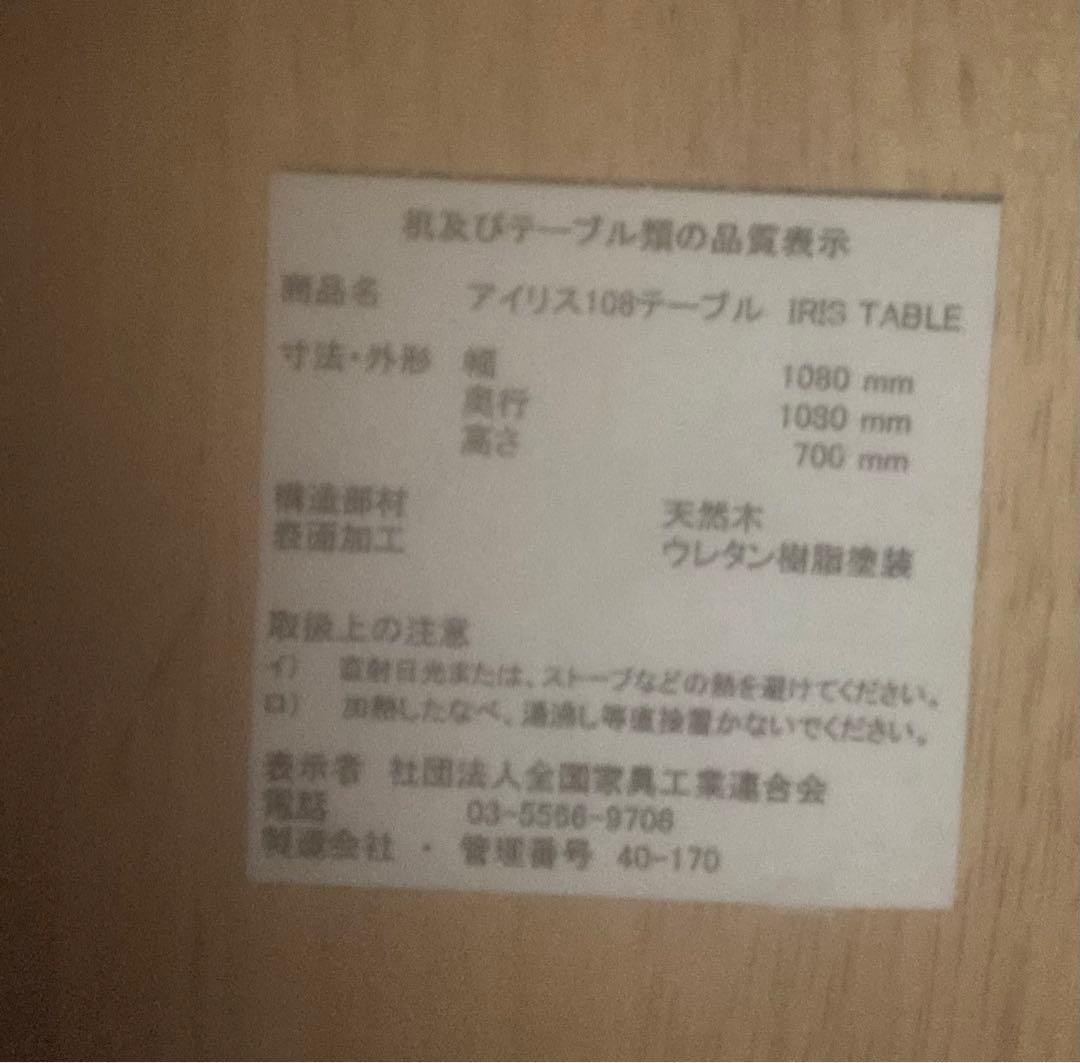 机及びテーブル類の品質表示
商品名 アイリス108テーブル IRIS TABLE
寸法・外形 幅 1080 mm
奥行 1080 mm
高さ 700 mm
構造部材 天然木
表面加工 ウレタン樹脂塗装
取扱上の注意
イ) 直射日光または、ストーブなどの熱を避けてください。
ロ) 加熱したなべ、湯沸し等直接置かないでください。
表示者 社団法人全国家具工業連合会
電話 03-5566-9706
製造会社 ・ 管理番号 40-170